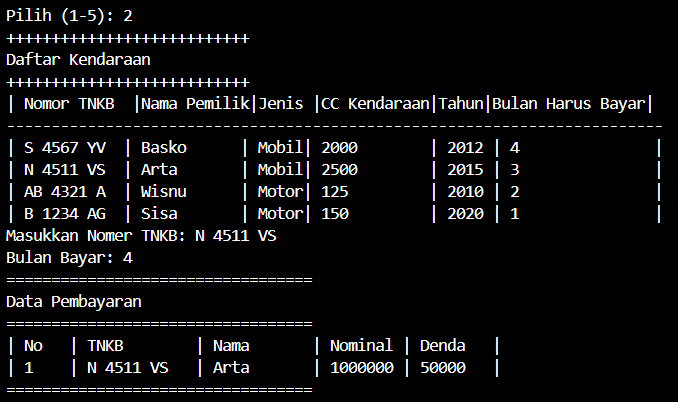 Pilih (1-5): 2
+++++++++++++++++++++++++++
Daftar Kendaraan
+++++++++++++++++++++++++++
| Nomor TNKB  |Nama Pemilik|Jenis |CC Kendaraan|Tahun|Bulan Harus Bayar|
-------------------------------------------------------------------------
| S 4567 YV  | Basko      | Mobil| 2000        | 2012 | 4               |
| N 4511 VS  | Arta       | Mobil| 2500        | 2015 | 3               |
| AB 4321 A  | Wisnu      | Motor| 125         | 2010 | 2               |
| B 1234 AG  | Sisa       | Motor| 150         | 2020 | 1               |
Masukkan Nomer TNKB: N 4511 VS
Bulan Bayar: 4
==================================
Data Pembayaran
==================================
| No   | TNKB        | Nama       | Nominal | Denda   |
| 1    | N 4511 VS   | Arta       | 1000000 | 50000   |
==================================